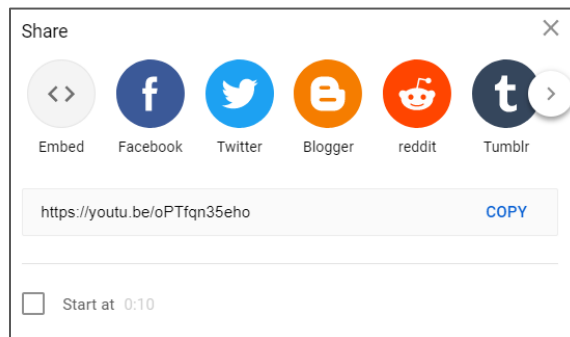 Share
Embed Facebook Twitter Blogger reddit Tumblr
https://youtu.be/oPTfqn35eho COPY
Start at 0:10